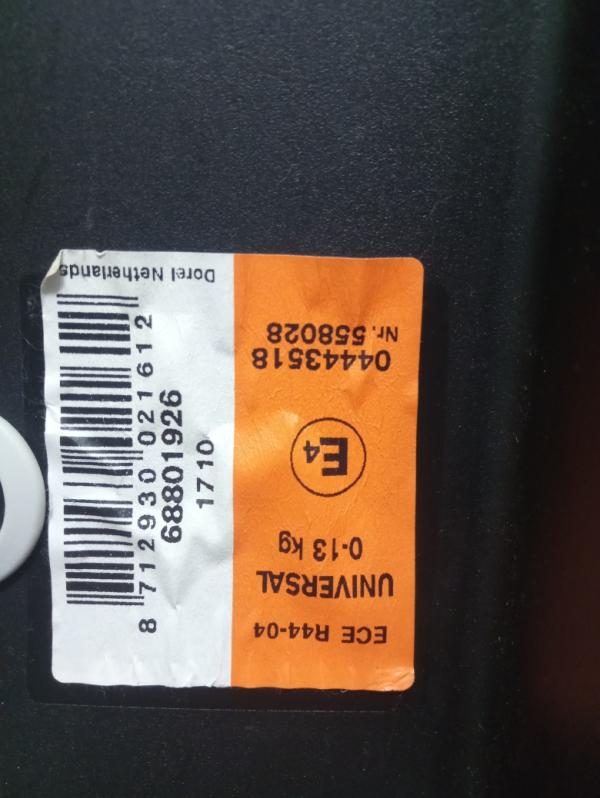 ECE R44-04
UNIVERSAL
0-13 kg
E4
04443518
Nr. 558028
Dorel Netherlands
1710
68801926
8 712930 021612